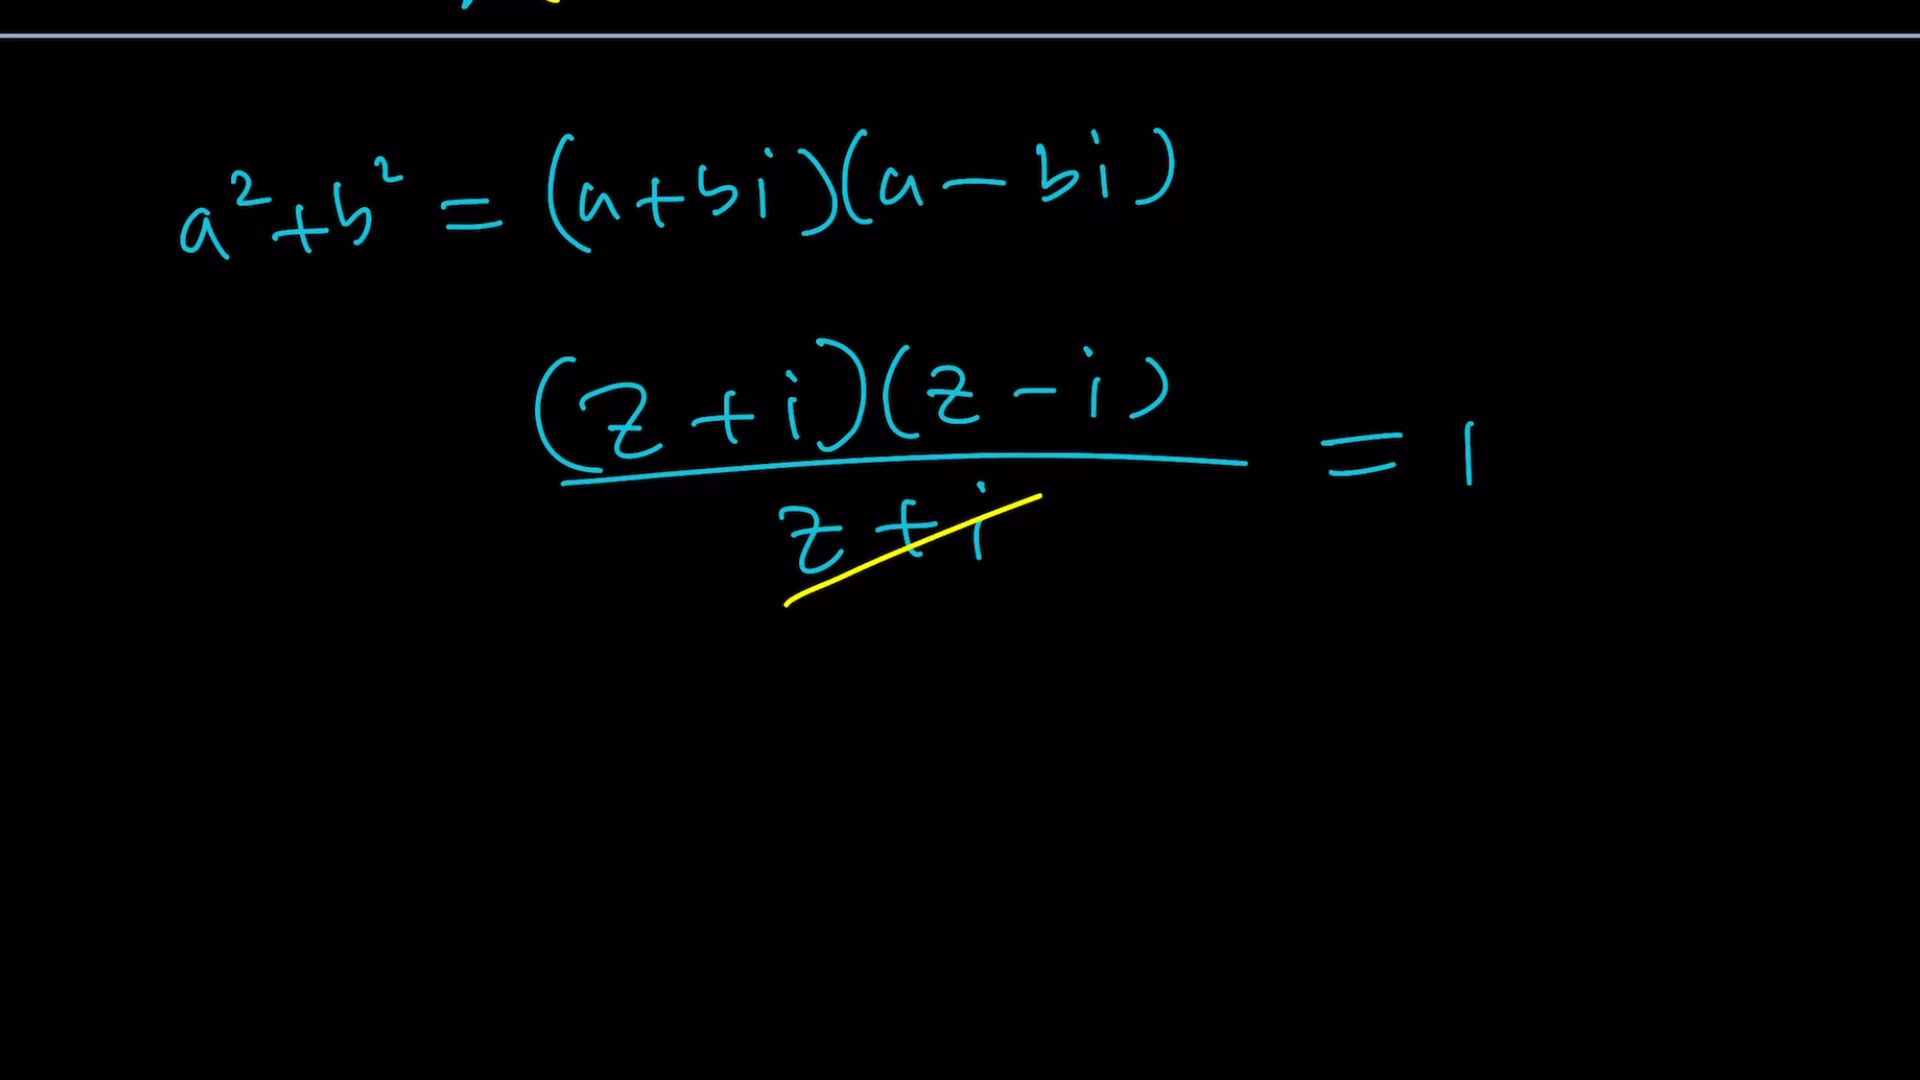 a²+b² = (a+bi)(a-bi)
(z+i)(z-i)
/ z+i = 1